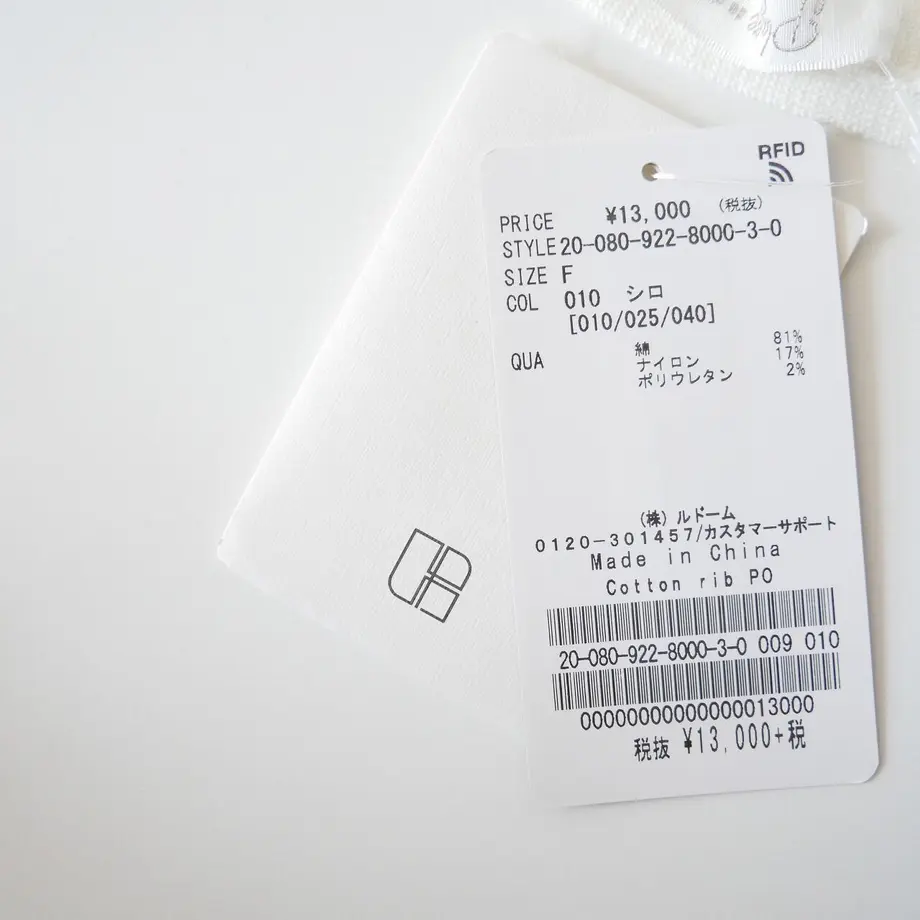 RFID
PRICE ¥13,000 (税抜)
STYLE 20-080-922-8000-3-0
SIZE F
COL 010 シロ
[010/025/040]
QUA 綿 81%
ナイロン 17%
ポリウレタン 2%
(株)ルドーム
0120-301457/カスタマーサポート
Made in China
Cotton rib PO
20-080-922-8000-3-0 009 010
00000000000000013000
税抜 ¥13,000+税